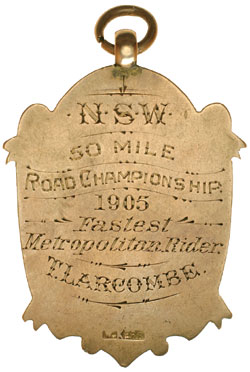 N·S·W·
50 MILE
ROAD CHAMPIONSHIP.
1905
Fastest
Metropolitan.Rider.
T. LARCOMBE.